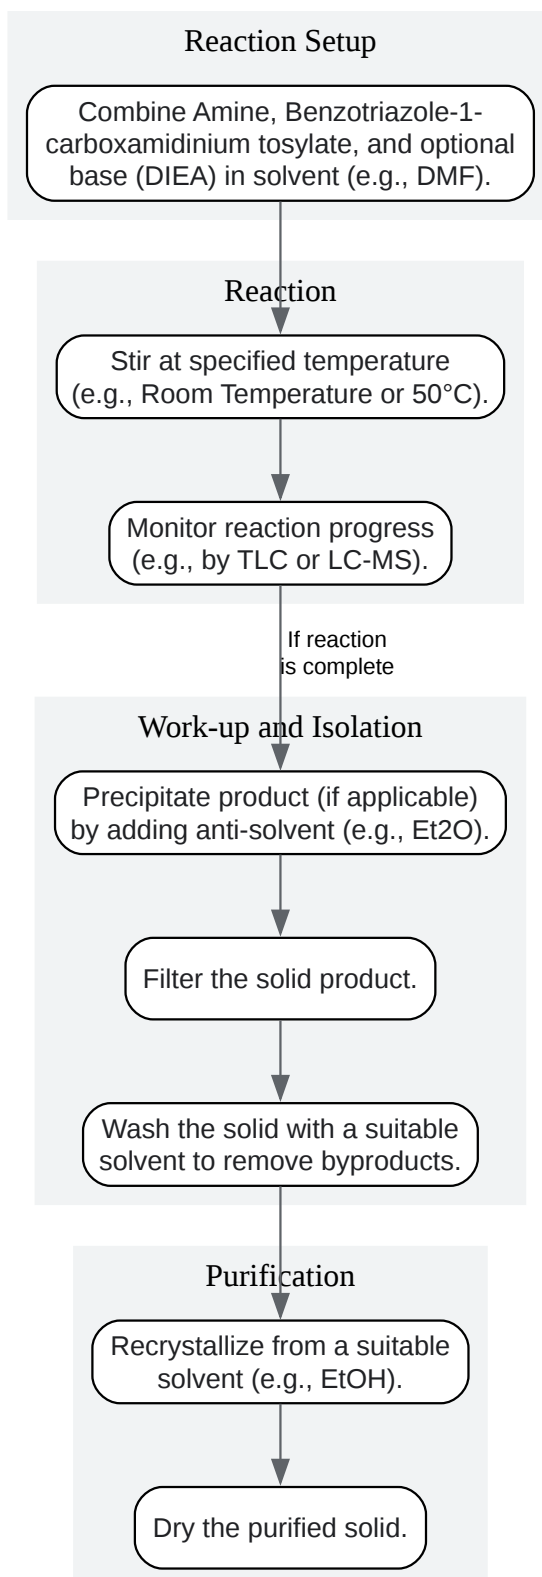 Reaction Setup
Combine Amine, Benzotriazole-1-
carboxamidinium tosylate, and optional
base (DIEA) in solvent (e.g., DMF).
Reaction
Stir at specified temperature
(e.g., Room Temperature or 50°C).
Monitor reaction progress
(e.g., by TLC or LC-MS).
If reaction
is complete
Work-up and Isolation
Precipitate product (if applicable)
by adding anti-solvent (e.g., Et2O).
Filter the solid product.
Wash the solid with a suitable
solvent to remove byproducts.
Purification
Recrystallize from a suitable
solvent (e.g., EtOH).
Dry the purified solid.